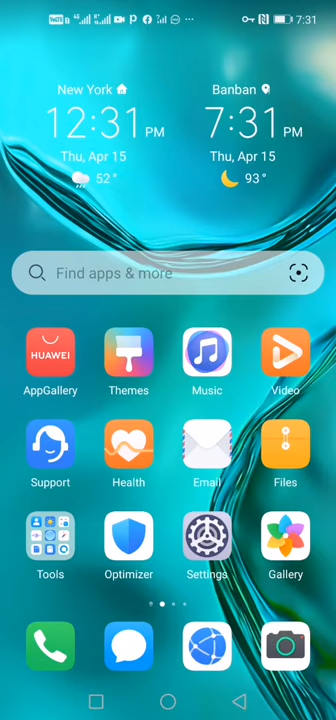 7:31
New York
Banban
12:31 PM
7:31 PM
Thu, Apr 15
Thu, Apr 15
52°
93°
Find apps & more
HUAWEI
AppGallery
Themes
Music
Video
Support
Health
Email
Files
Tools
Optimizer
Settings
Gallery